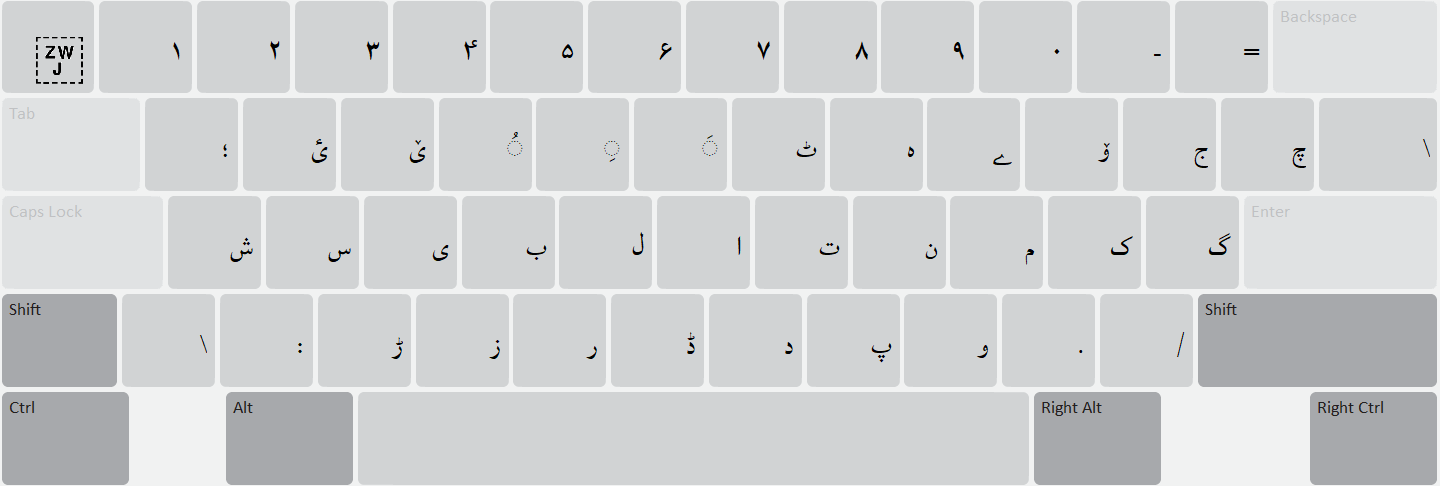 ZWJ ۱ ۲ ۳ ۴ ۵ ۶ ۷ ۸ ۹ ۰ - = Backspace
Tab ؛ ئ ێ ◌ُ ◌ِ ◌َ ٹ ہ ے ۆ ج چ \
Caps Lock ش س ی ب ل ا ت ن م ک گ Enter
Shift \ : ڑ ز ر ڈ د پ و . / Shift
Ctrl Alt Right Alt Right Ctrl